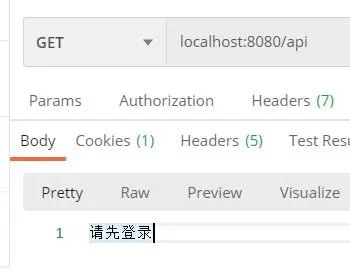 GET localhost:8080/api
Params Authorization Headers (7)
Body Cookies (1) Headers (5) Test Resu
Pretty Raw Preview Visualize
1 请先登录